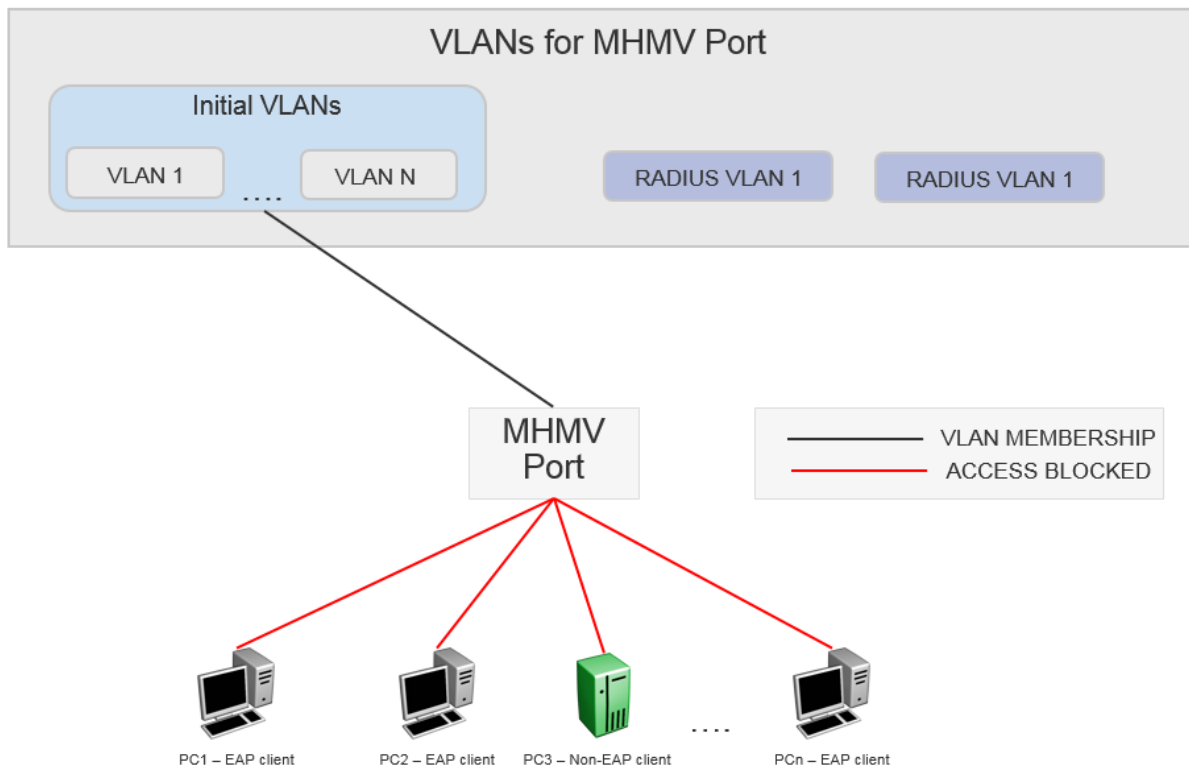 VLANs for MHMV Port
Initial VLANs
VLAN 1
....
VLAN N
RADIUS VLAN 1
RADIUS VLAN 1
MHMV
Port
VLAN MEMBERSHIP
ACCESS BLOCKED
....
PC1 – EAP client
PC2 – EAP client
PC3 – Non-EAP client
PCn – EAP client